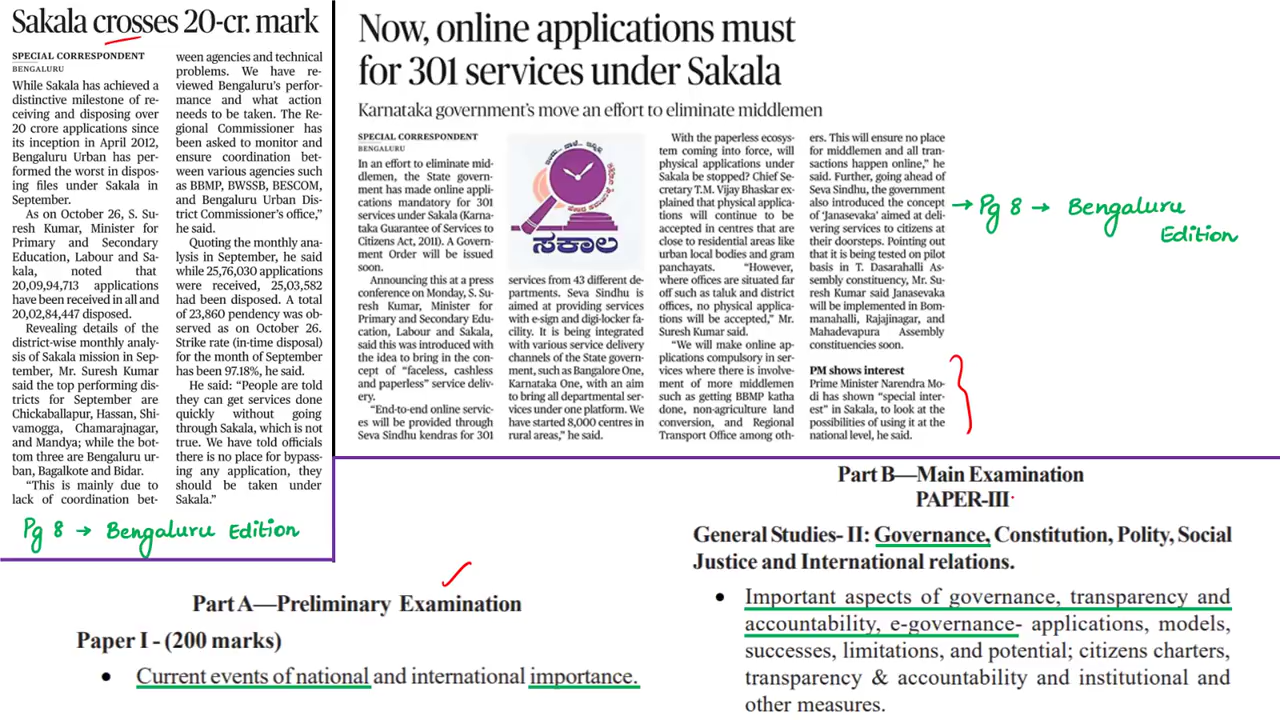 Sakala crosses 20-cr. mark
SPECIAL CORRESPONDENT
BENGALURU
While Sakala has achieved a
distinctive milestone of re-
ceiving and disposing over
20 crore applications since
its inception in April 2012,
Bengaluru Urban has per-
formed the worst in dispos-
ing files under Sakala in
September.
As on October 26, S. Su-
resh Kumar, Minister for
Primary and Secondary
Education, Labour and Sa-
kala, noted that
20,09,94,713 applications
have been received in all and
20,02,84,447 disposed.
Revealing details of the
district-wise monthly analy-
sis of Sakala mission in Sep-
tember, Mr. Suresh Kumar
said the top performing dis-
tricts for September are
Chickaballapur, Hassan, Shi-
vamogga, Chamarajnagar,
and Mandya; while the bot-
tom three are Bengaluru ur-
ban, Bagalkote and Bidar.
"This is mainly due to
lack of coordination bet-
ween agencies and technical
problems. We have re-
viewed Bengaluru's perfor-
mance and what action
needs to be taken. The Re-
gional Commissioner has
been asked to monitor and
ensure coordination bet-
ween various agencies such
as BBMP, BWSSB, BESCOM,
and Bengaluru Urban Dis-
trict Commissioner's office,"
he said.
Quoting the monthly ana-
lysis in September, he said
while 25,76,030 applications
were received, 25,03,582
had been disposed. A total
of 23,860 pendency was ob-
served as on October 26.
Strike rate (in-time disposal)
for the month of September
has been 97.18%, he said.
He said: "People are told
they can get services done
quickly without going
through Sakala, which is not
true. We have told officials
there is no place for bypass-
ing any application, they
should be taken under
Sakala."
Pg 8 → Bengaluru Edition
Now, online applications must
for 301 services under Sakala
Karnataka government's move an effort to eliminate middlemen
SPECIAL CORRESPONDENT
BENGALURU
In an effort to eliminate mid-
dlemen, the State govern-
ment has made online appli-
cations mandatory for 301
services under Sakala (Karna-
taka Guarantee of Services to
Citizens Act, 2011). A Govern-
ment Order will be issued
soon.
Announcing this at a press
conference on Monday, S. Su-
resh Kumar, Minister for
Primary and Secondary Edu-
cation, Labour and Sakala,
said this was introduced with
the idea to bring in the con-
cept of "faceless, cashless
and paperless" service deliv-
ery.
"End-to-end online servic-
es will be provided through
Seva Sindhu kendras for 301
ಸಕಾಲ
services from 43 different de-
partments. Seva Sindhu is
aimed at providing services
with e-sign and digi-locker fa-
cility. It is being integrated
with various service delivery
channels of the State govern-
ment, such as Bangalore One,
Karnataka One, with an aim
to bring all departmental ser-
vices under one platform. We
have started 8,000 centres in
rural areas," he said.
With the paperless ecosys-
tem coming into force, will
physical applications under
Sakala be stopped? Chief Se-
cretary T.M. Vijay Bhaskar ex-
plained that physical applica-
tions will continue to be
accepted in centres that are
close to residential areas like
urban local bodies and gram
panchayats. "However,
where offices are situated far
off such as taluk and district
offices, no physical applica-
tions will be accepted," Mr.
Suresh Kumar said.
"We will make online ap-
plications compulsory in ser-
vices where there is involve-
ment of more middlemen
such as getting BBMP katha
done, non-agriculture land
conversion, and Regional
Transport Office among oth-
ers. This will ensure no place
for middlemen and all tran-
sactions happen online," he
said. Further, going ahead of
Seva Sindhu, the government
also introduced the concept
of 'Janasevaka' aimed at deli-
vering services to citizens at
their doorsteps. Pointing out
that it is being tested on pilot
basis in T. Dasarahalli As-
sembly constituency, Mr. Su-
resh Kumar said Janasevaka
will be implemented in Bom-
manahalli, Rajajinagar, and
Mahadevapura Assembly
constituencies soon.
PM shows interest
Prime Minister Narendra Mo-
di has shown "special inter-
est" in Sakala, to look at the
possibilities of using it at the
national level, he said.
→ Pg 8 → Bengaluru
Edition
Part A—Preliminary Examination
Paper I - (200 marks)
• Current events of national and international importance.
Part B—Main Examination
PAPER-III
General Studies- II: Governance, Constitution, Polity, Social
Justice and International relations.
• Important aspects of governance, transparency and
accountability, e-governance- applications, models,
successes, limitations, and potential; citizens charters,
transparency & accountability and institutional and
other measures.